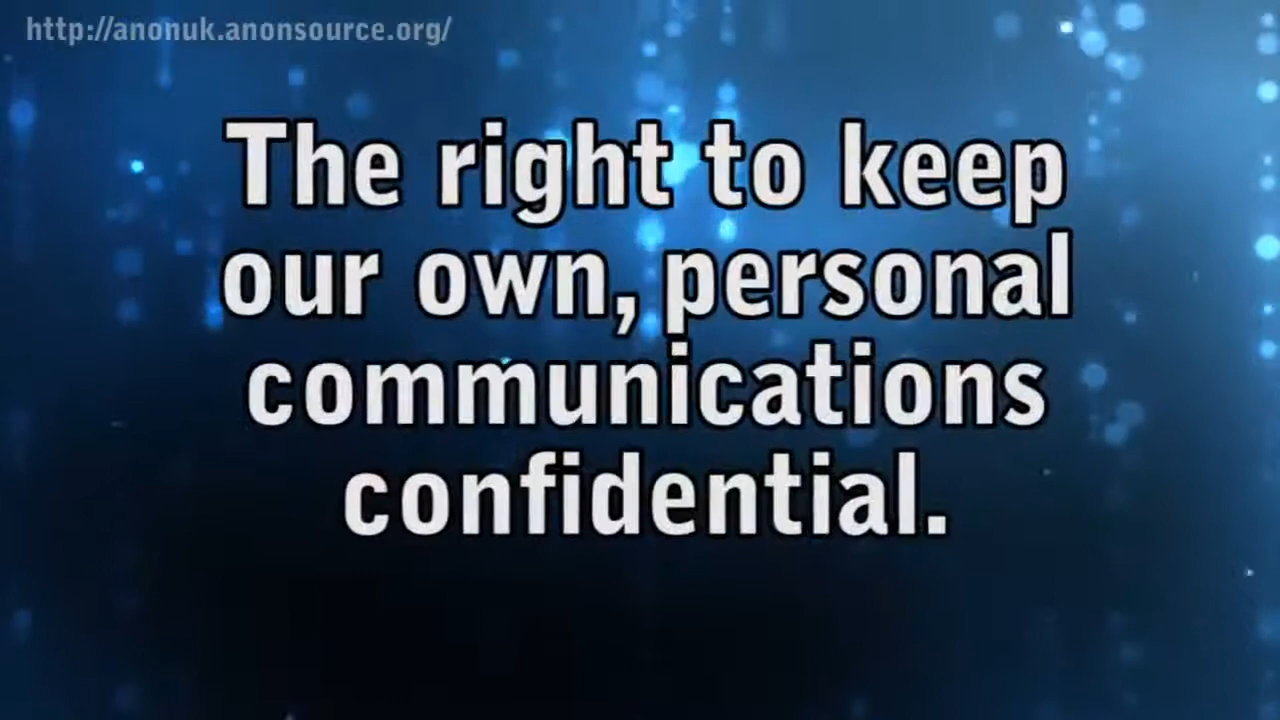 http://anonuk.anonsource.org/
The right to keep
our own, personal
communications
confidential.